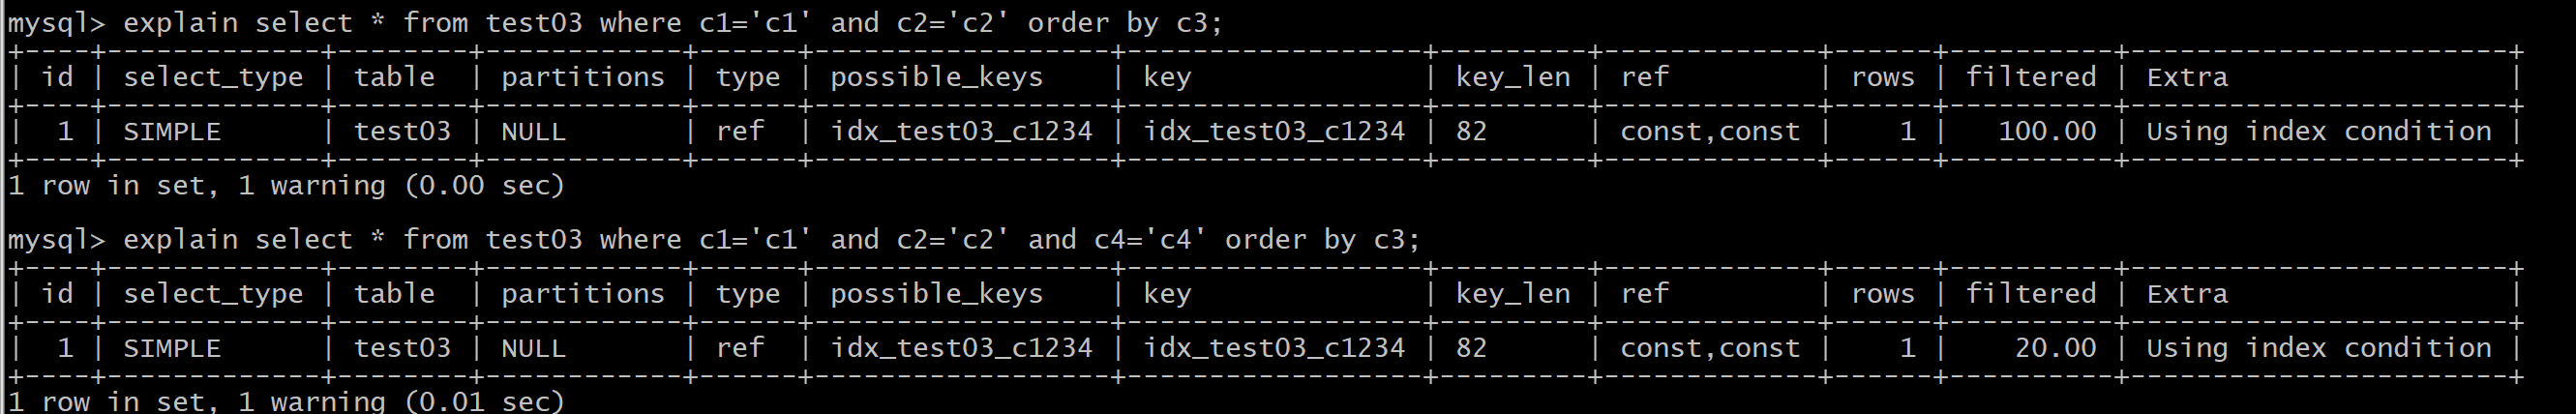 mysql> explain select * from test03 where c1='c1' and c2='c2' order by c3;
+----+-------------+--------+------------+------+------------------+------------------+---------+-------------+------+----------+-----------------------+
| id | select_type | table  | partitions | type | possible_keys    | key              | key_len | ref         | rows | filtered | Extra                 |
+----+-------------+--------+------------+------+------------------+------------------+---------+-------------+------+----------+-----------------------+
|  1 | SIMPLE      | test03 | NULL       | ref  | idx_test03_c1234 | idx_test03_c1234 | 82      | const,const |    1 |   100.00 | Using index condition |
+----+-------------+--------+------------+------+------------------+------------------+---------+-------------+------+----------+-----------------------+
1 row in set, 1 warning (0.00 sec)
mysql> explain select * from test03 where c1='c1' and c2='c2' and c4='c4' order by c3;
+----+-------------+--------+------------+------+------------------+------------------+---------+-------------+------+----------+-----------------------+
| id | select_type | table  | partitions | type | possible_keys    | key              | key_len | ref         | rows | filtered | Extra                 |
+----+-------------+--------+------------+------+------------------+------------------+---------+-------------+------+----------+-----------------------+
|  1 | SIMPLE      | test03 | NULL       | ref  | idx_test03_c1234 | idx_test03_c1234 | 82      | const,const |    1 |    20.00 | Using index condition |
+----+-------------+--------+------------+------+------------------+------------------+---------+-------------+------+----------+-----------------------+
1 row in set, 1 warning (0.01 sec)